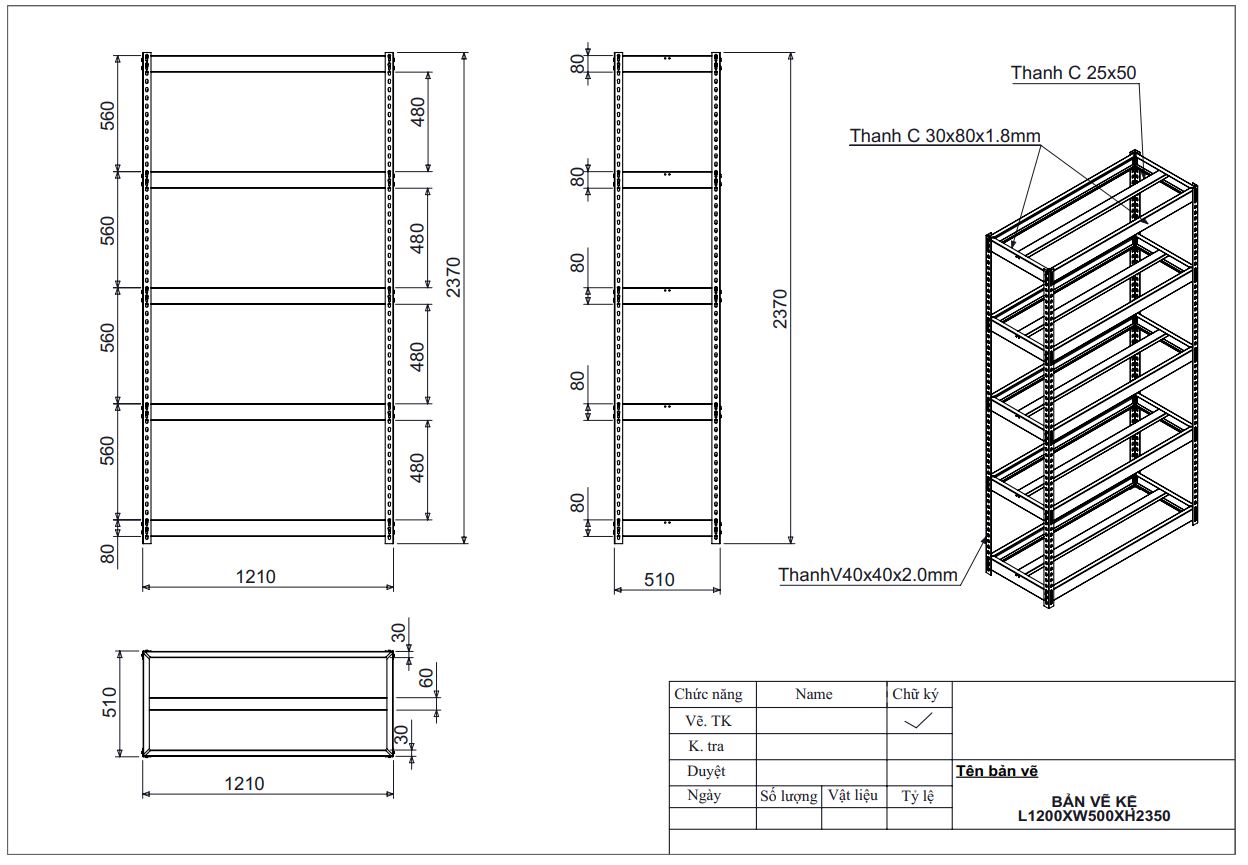 80
Thanh C 25x50
560
480
Thanh C 30x80x1.8mm
80
560
480
80
2370
2370
560
480
80
560
480
80
80
1210
510
ThanhV40x40x2.0mm
30
60
510
30
1210
Chức năng Name Chữ ký
Vẽ. TK
K. tra
Duyệt
Tên bản vẽ
Ngày Số lượng Vật liệu Tỷ lệ
BẢN VẼ KỆ
L1200XW500XH2350